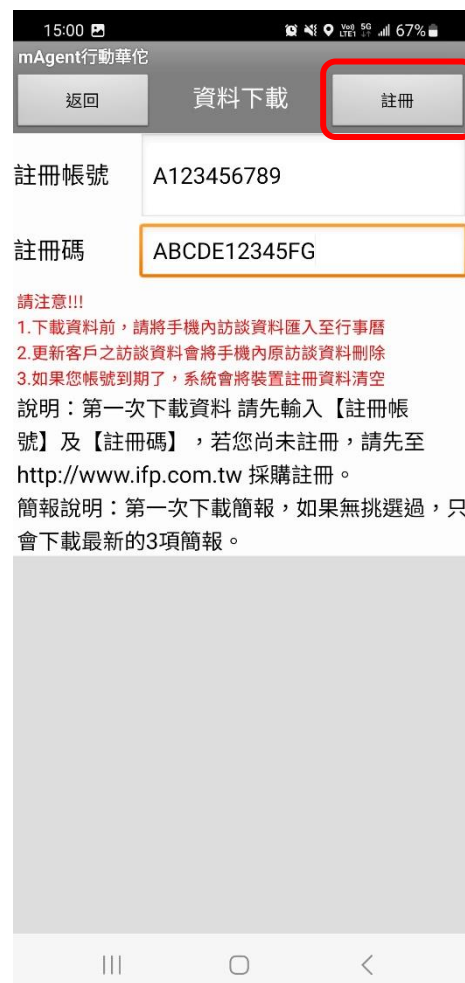 15:00 Vo) 5G LTE1 67%
mAgent行動華佗
返回 資料下載 註冊
註冊帳號 A123456789
註冊碼 ABCDE12345FG
請注意!!!
1.下載資料前，請將手機內訪談資料匯入至行事曆
2.更新客戶之訪談資料會將手機內原訪談資料刪除
3.如果您帳號到期了，系統會將裝置註冊資料清空
說明：第一次下載資料 請先輸入【註冊帳
號】及【註冊碼】，若您尚未註冊，請先至
http://www.ifp.com.tw 採購註冊。
簡報說明：第一次下載簡報，如果無挑選過，只
會下載最新的3項簡報。